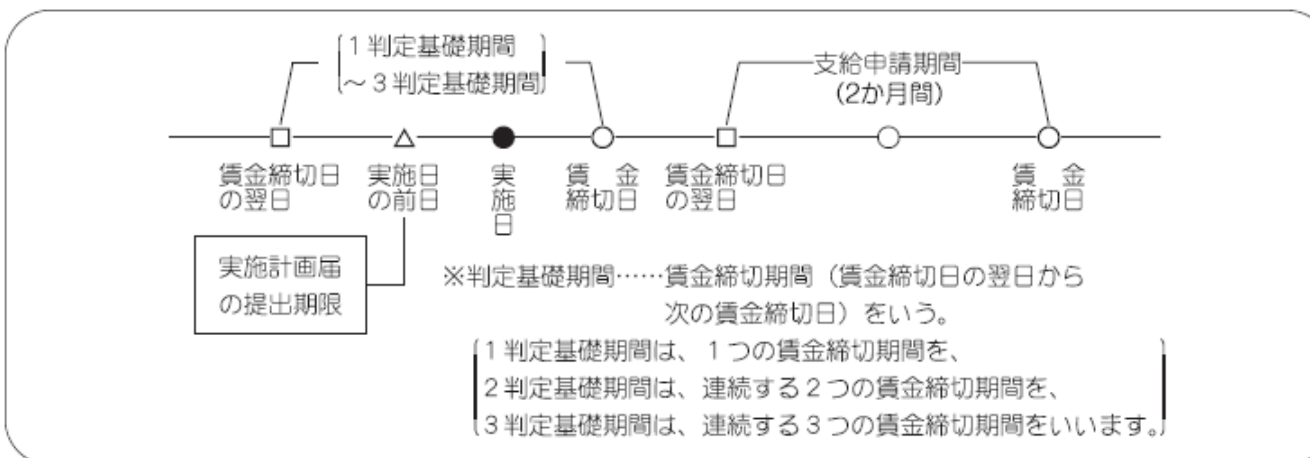 1判定基礎期間
～3判定基礎期間
支給申請期間
(2か月間)
賃金締切日
の翌日
実施日
の前日
実施日
賃金
締切日
賃金締切日
の翌日
賃金
締切日
実施計画届
の提出期限
※判定基礎期間……賃金締切期間（賃金締切日の翌日から
次の賃金締切日）をいう。
1判定基礎期間は、1つの賃金締切期間を、
2判定基礎期間は、連続する2つの賃金締切期間を、
3判定基礎期間は、連続する3つの賃金締切期間をいいます。